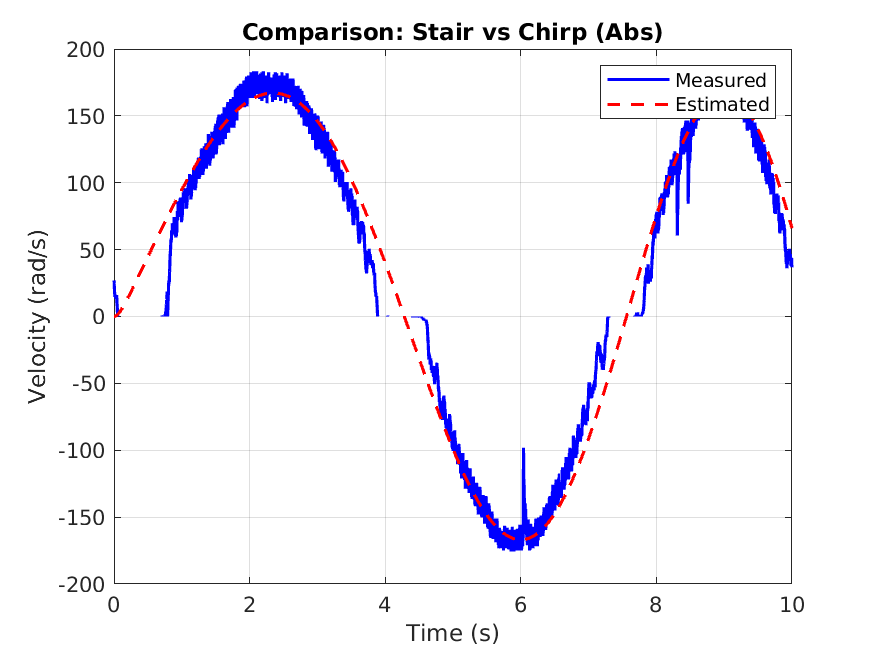 Comparison: Stair vs Chirp (Abs)
Measured
Estimated
200
150
100
50
0
-50
-100
-150
-200
Velocity (rad/s)
0 2 4 6 8 10
Time (s)